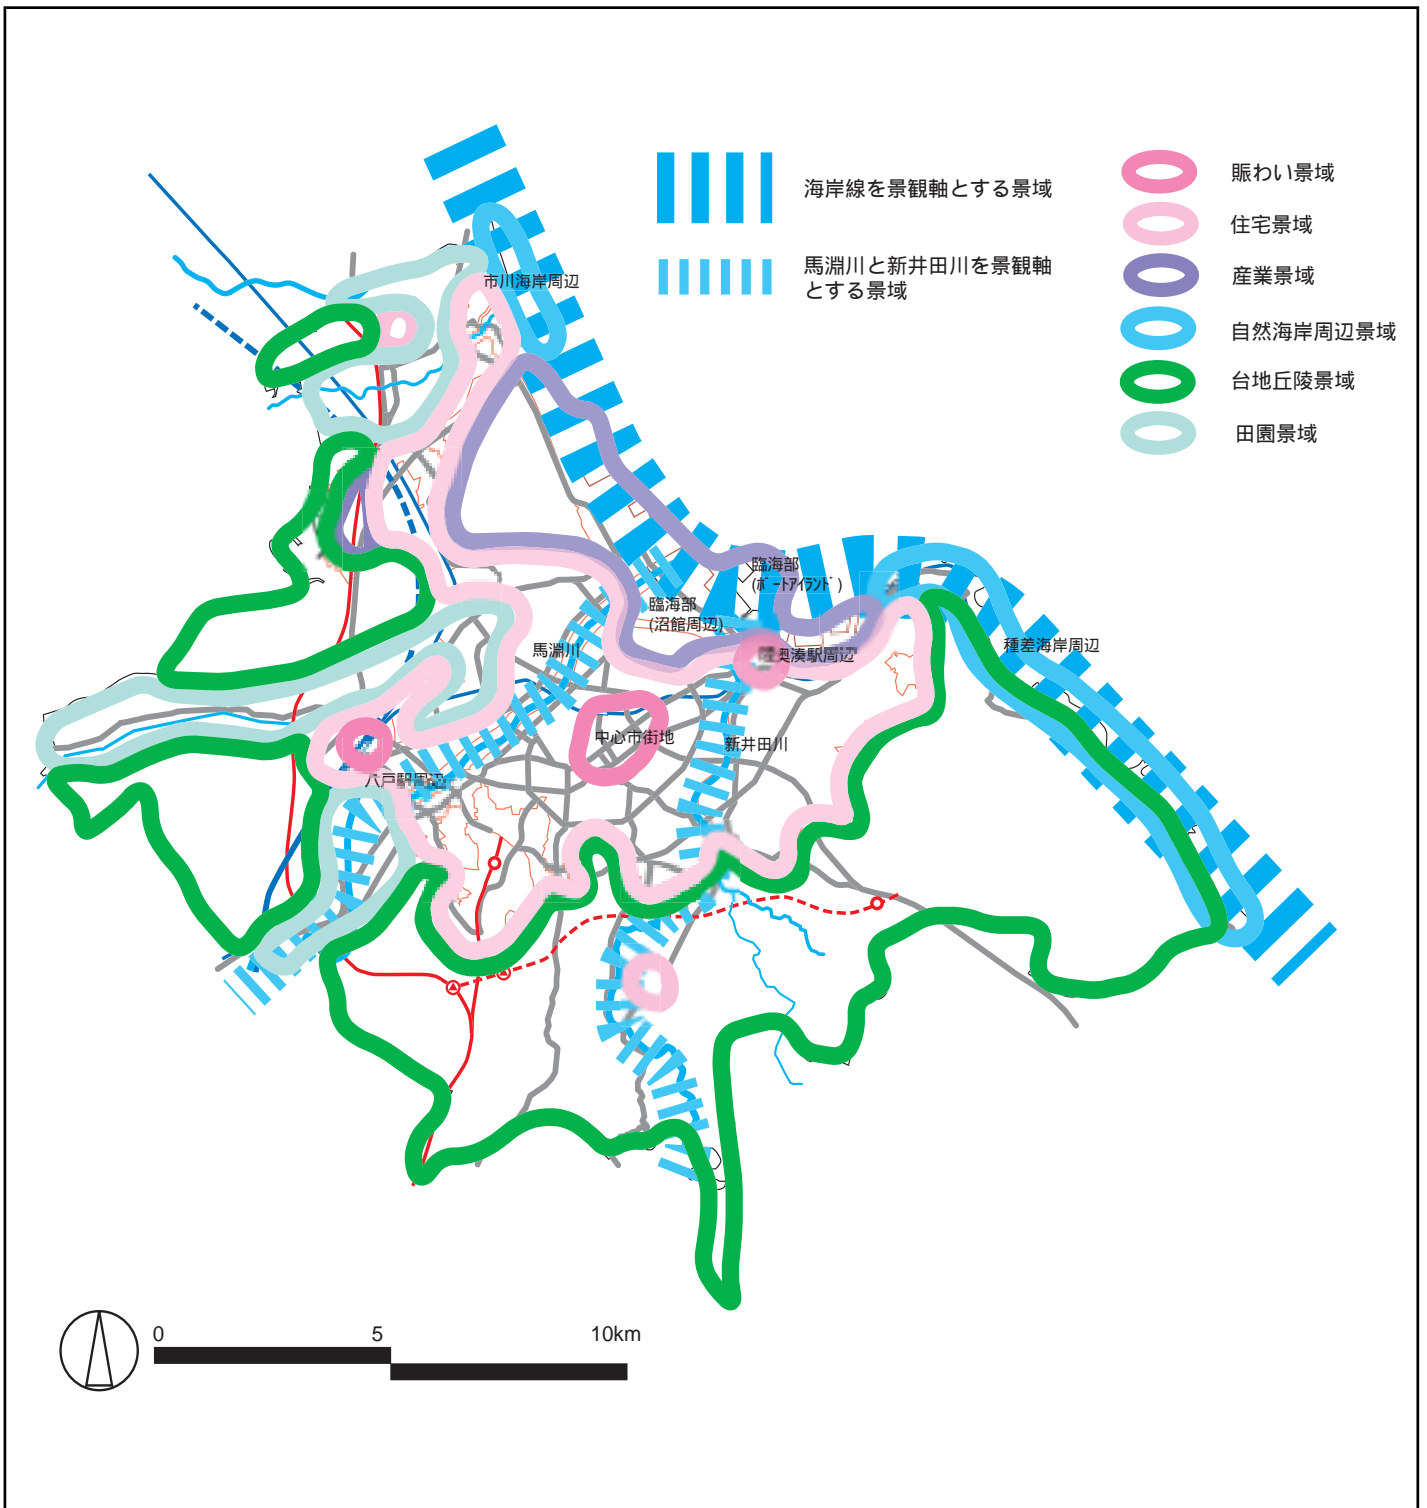 海岸線を景観軸とする景域
馬淵川と新井田川を景観軸
とする景域
賑わい景域
住宅景域
産業景域
自然海岸周辺景域
台地丘陵景域
田園景域
市川海岸周辺
臨海部
(ﾎﾟｰﾄｱｲﾗﾝﾄﾞ)
臨海部
(沼館周辺)
種差海岸周辺
馬淵川
陸奥湊駅周辺
中心市街地
新井田川
八戸駅周辺
0 5 10km